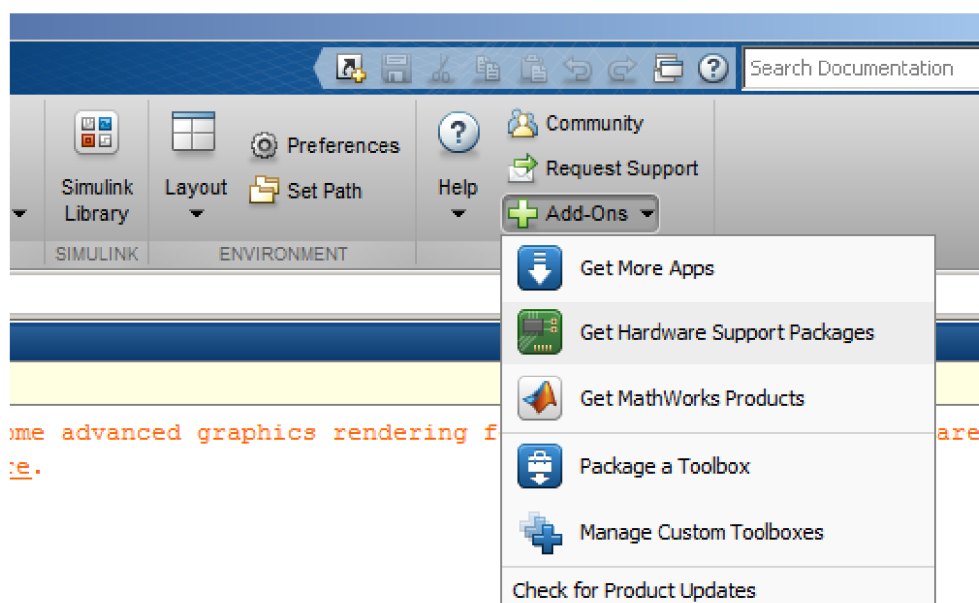 Search Documentation
Simulink
Library
Layout
Preferences
Set Path
Help
Community
Request Support
Add-Ons
SIMULINK
ENVIRONMENT
Get More Apps
Get Hardware Support Packages
Get MathWorks Products
advanced graphics rendering
Package a Toolbox
Manage Custom Toolboxes
Check for Product Updates